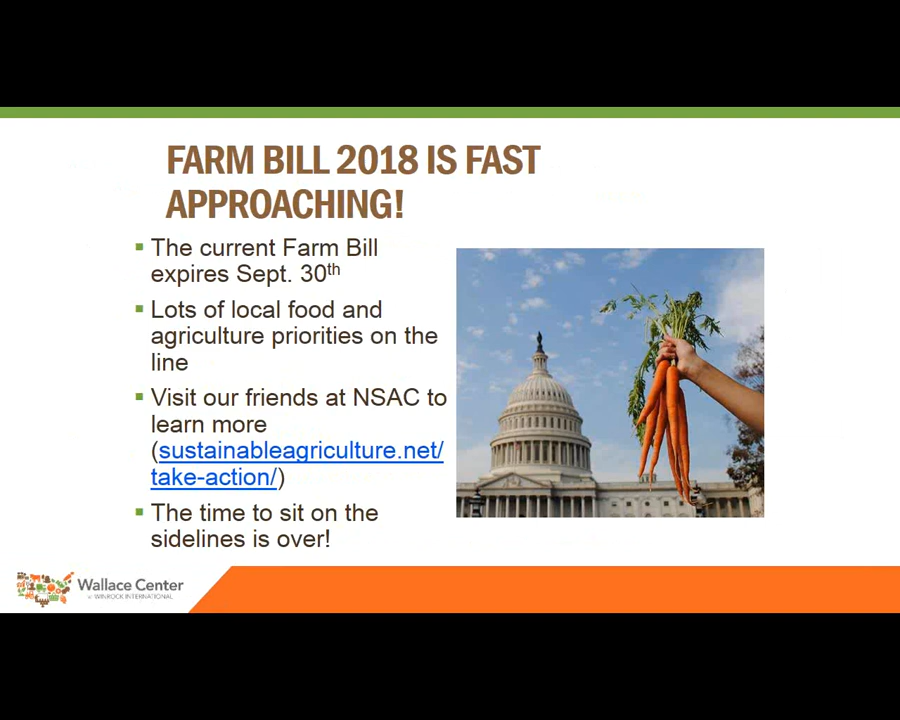 FARM BILL 2018 IS FAST
APPROACHING!
▪ The current Farm Bill
expires Sept. 30th
▪ Lots of local food and
agriculture priorities on the
line
▪ Visit our friends at NSAC to
learn more
(sustainableagriculture.net/
take-action/)
▪ The time to sit on the
sidelines is over!
Wallace Center
at WINROCK INTERNATIONAL